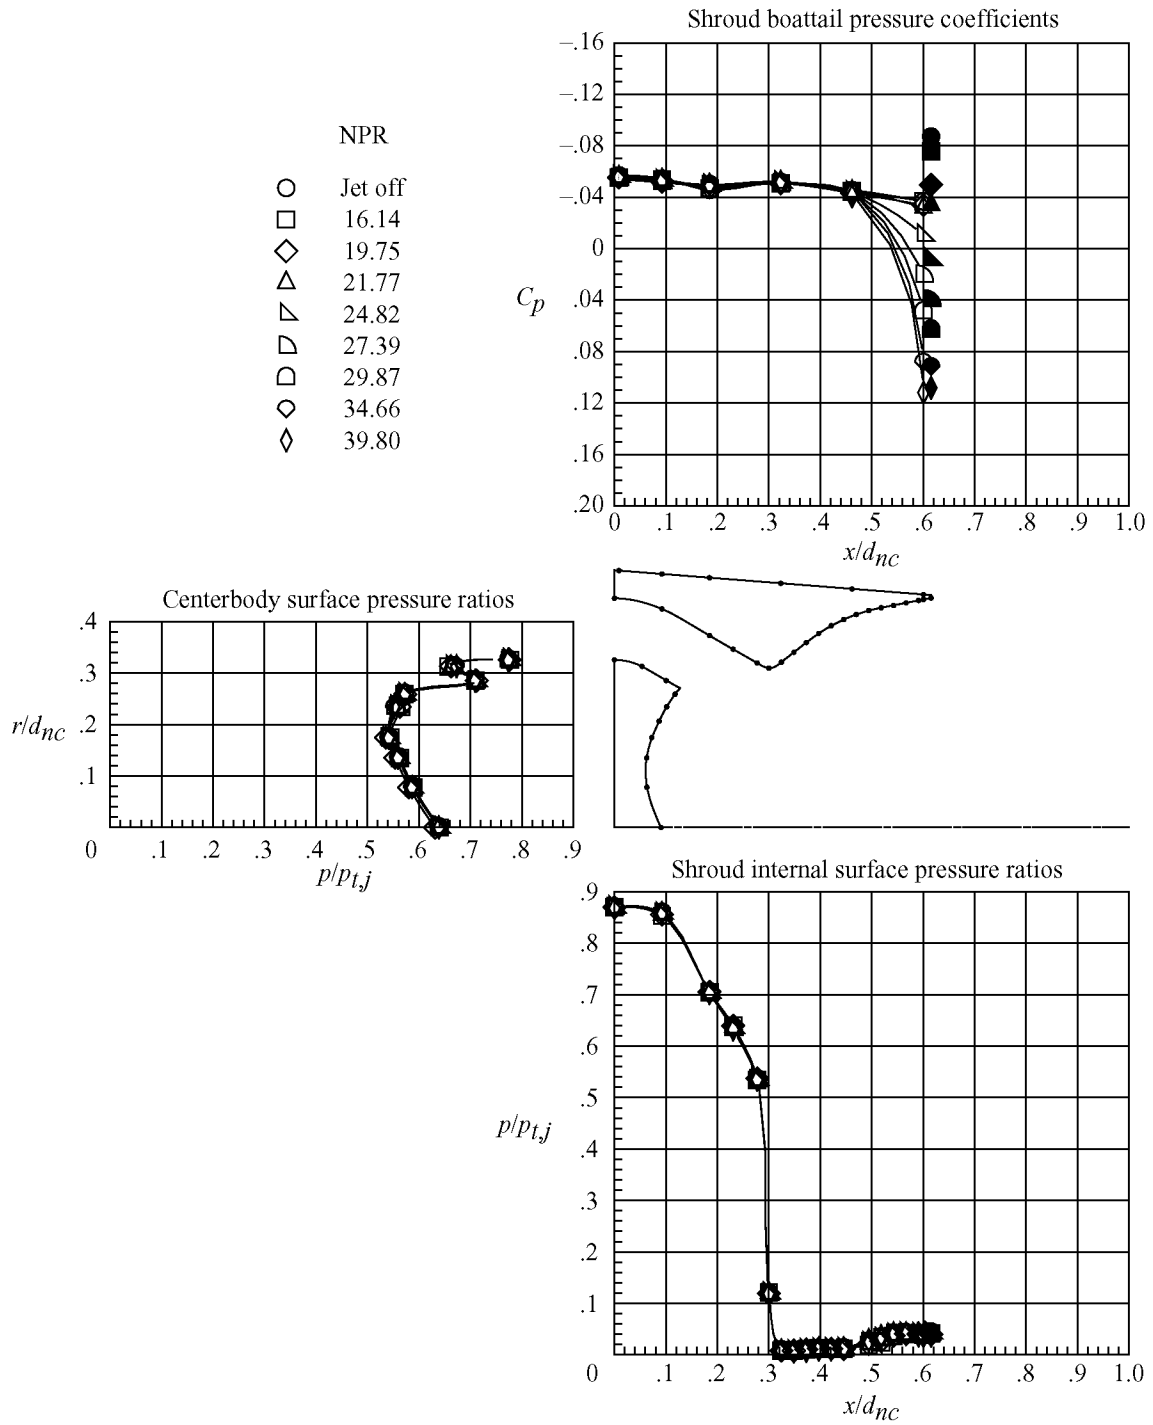 Shroud boattail pressure coefficients
–.16
–.12
–.08
–.04
0
.04
.08
.12
.16
.20
C_p
0 .1 .2 .3 .4 .5 .6 .7 .8 .9 1.0
x/d_nc
NPR
Jet off
16.14
19.75
21.77
24.82
27.39
29.87
34.66
39.80
Centerbody surface pressure ratios
.4
.3
.2
.1
0
r/d_nc
.1 .2 .3 .4 .5 .6 .7 .8 .9
p/p_t,j
Shroud internal surface pressure ratios
.9
.8
.7
.6
.5
.4
.3
.2
.1
0
p/p_t,j
.1 .2 .3 .4 .5 .6 .7 .8 .9 1.0
x/d_nc